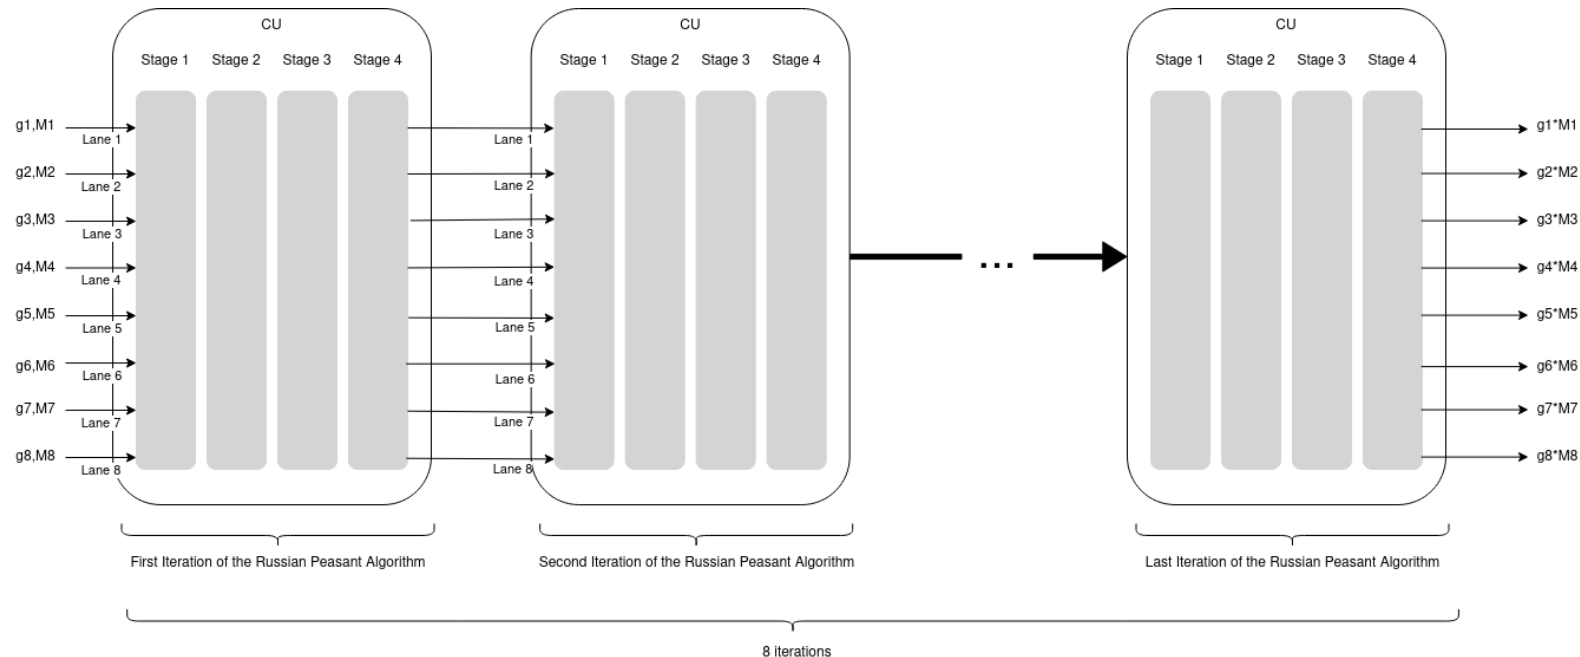 CU CU CU
Stage 1 Stage 2 Stage 3 Stage 4 Stage 1 Stage 2 Stage 3 Stage 4 Stage 1 Stage 2 Stage 3 Stage 4
g1,M1 g1*M1
Lane 1 Lane 1
g2,M2 g2*M2
Lane 2 Lane 2
g3,M3 g3*M3
Lane 3 Lane 3
g4,M4 g4*M4
Lane 4 Lane 4
...
g5,M5 g5*M5
Lane 5 Lane 5
g6,M6 g6*M6
Lane 6 Lane 6
g7,M7 g7*M7
Lane 7 Lane 7
g8,M8 g8*M8
Lane 8 Lane 8
First Iteration of the Russian Peasant Algorithm Second Iteration of the Russian Peasant Algorithm Last Iteration of the Russian Peasant Algorithm
8 iterations